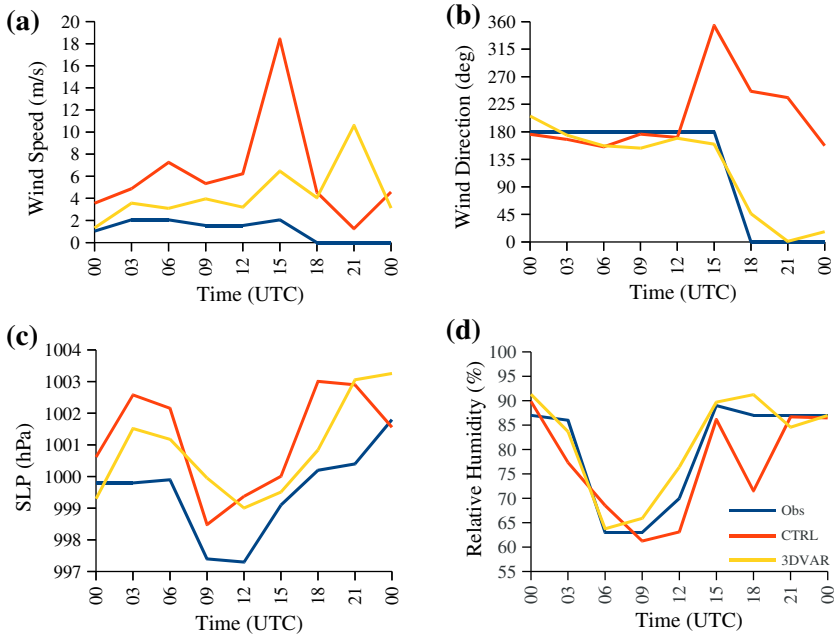 (a)
Wind Speed (m/s)
20
18
16
14
12
10
8
6
4
2
0
00 03 06 09 12 15 18 21 00
Time (UTC)
(b)
Wind Direction (deg)
360
315
270
225
180
135
90
45
0
00 03 06 09 12 15 18 21 00
Time (UTC)
(c)
SLP (hPa)
1004
1003
1002
1001
1000
999
998
997
00 03 06 09 12 15 18 21 00
Time (UTC)
(d)
Relative Humidity (%)
100
95
90
85
80
75
70
65
60
55
00 03 06 09 12 15 18 21 00
Time (UTC)
Obs
CTRL
3DVAR